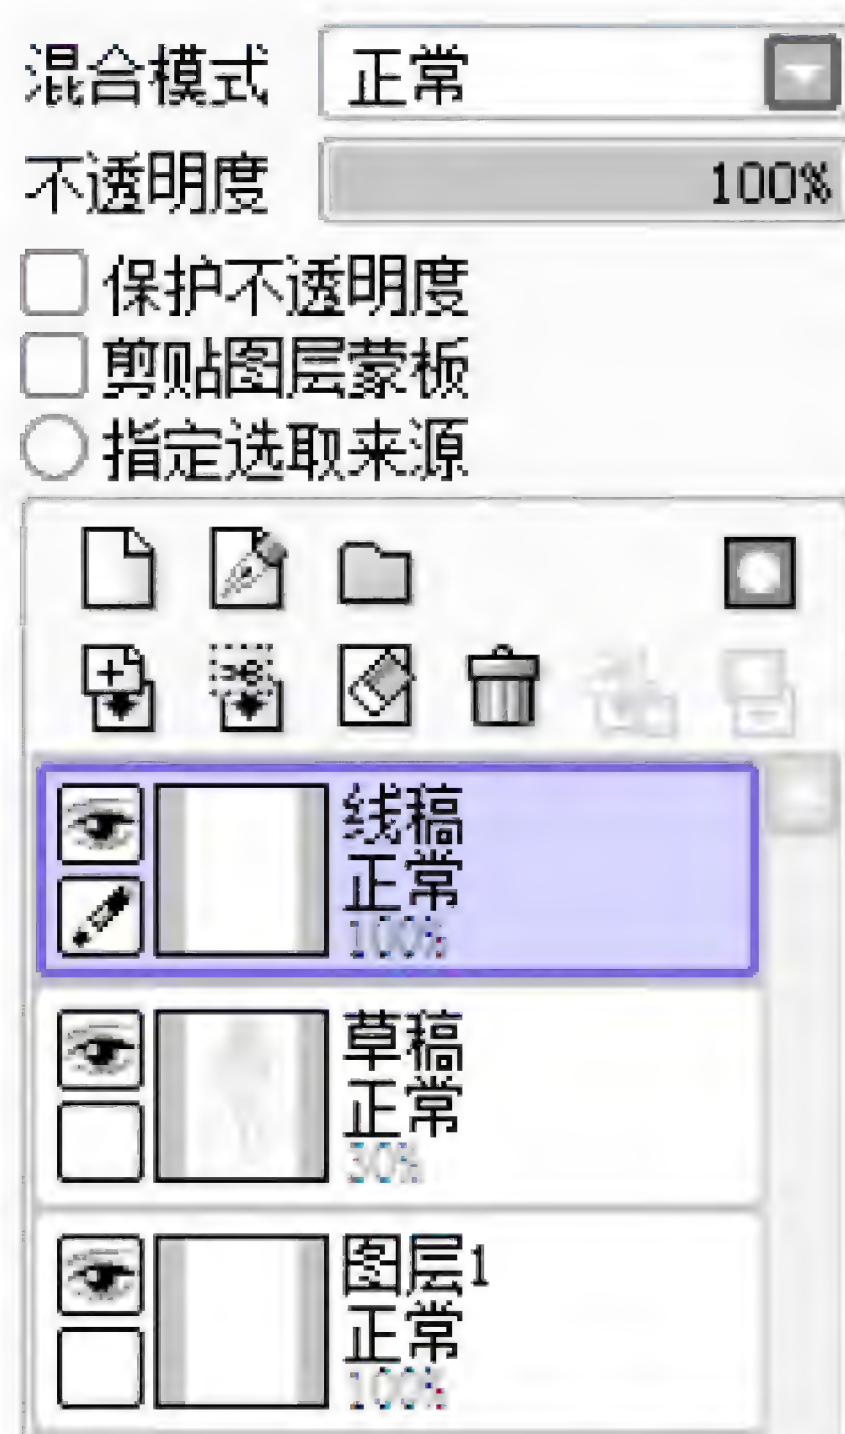 混合模式 正常
不透明度 100%
保护不透明度
剪贴图层蒙板
指定选取来源
线稿
正常
100%
草稿
正常
30%
图层1
正常
100%